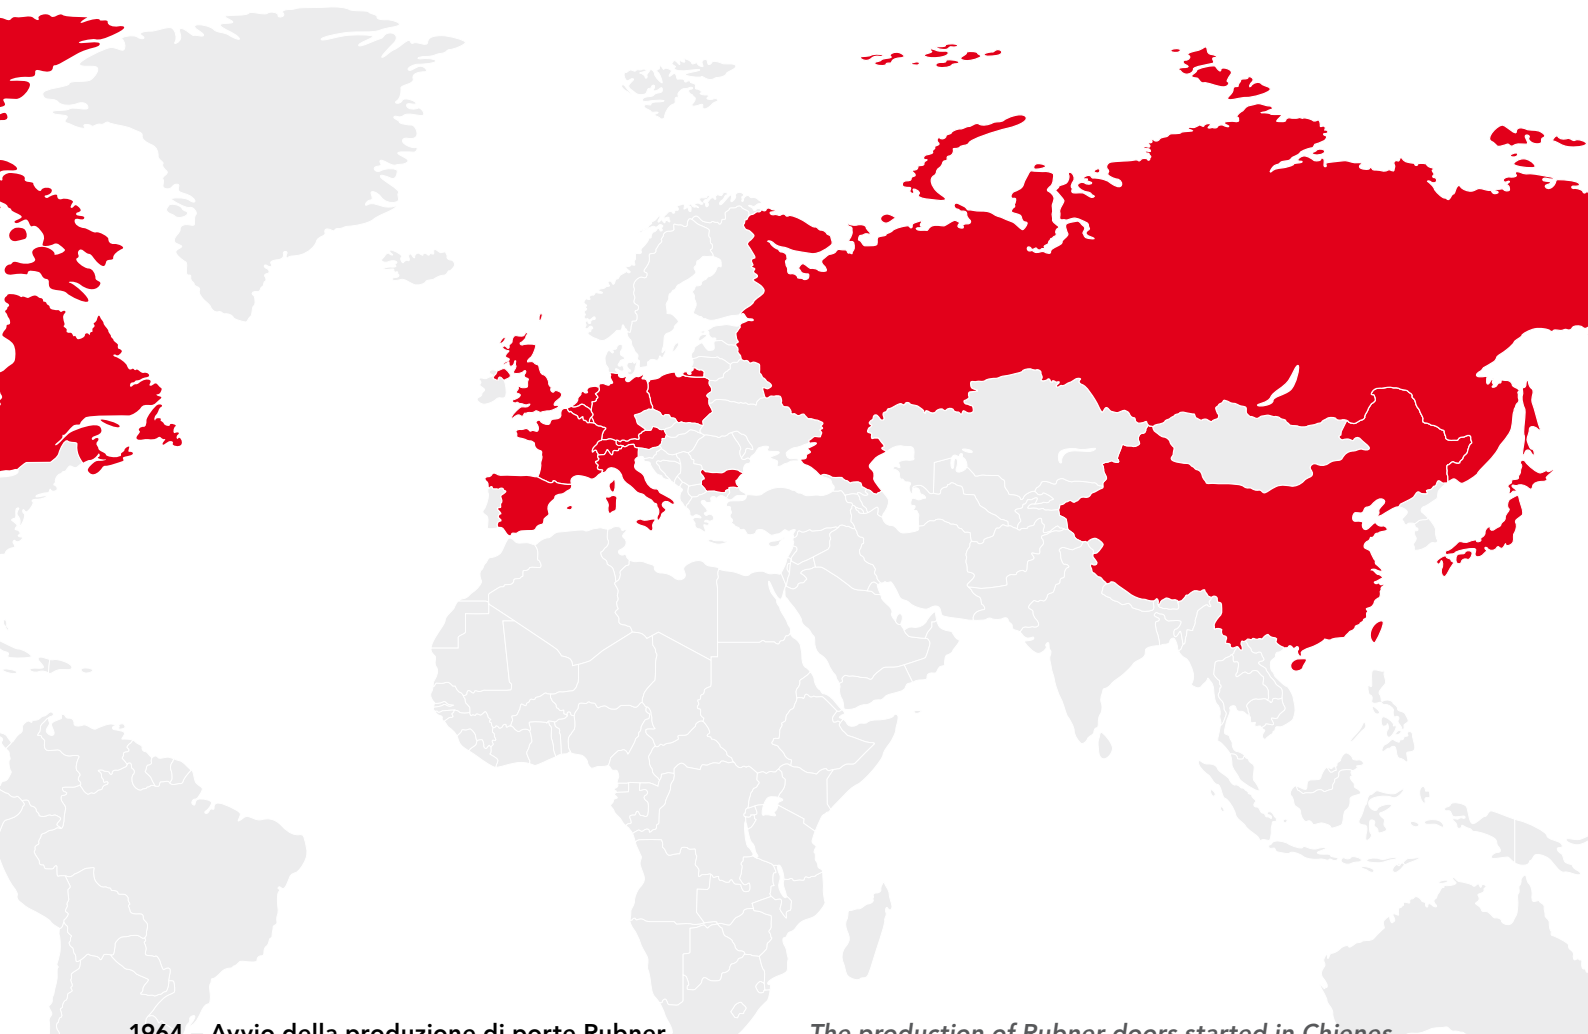 1964 – Avvio della produzione di porte Rubner
The production of Rubner doors started in Chienes